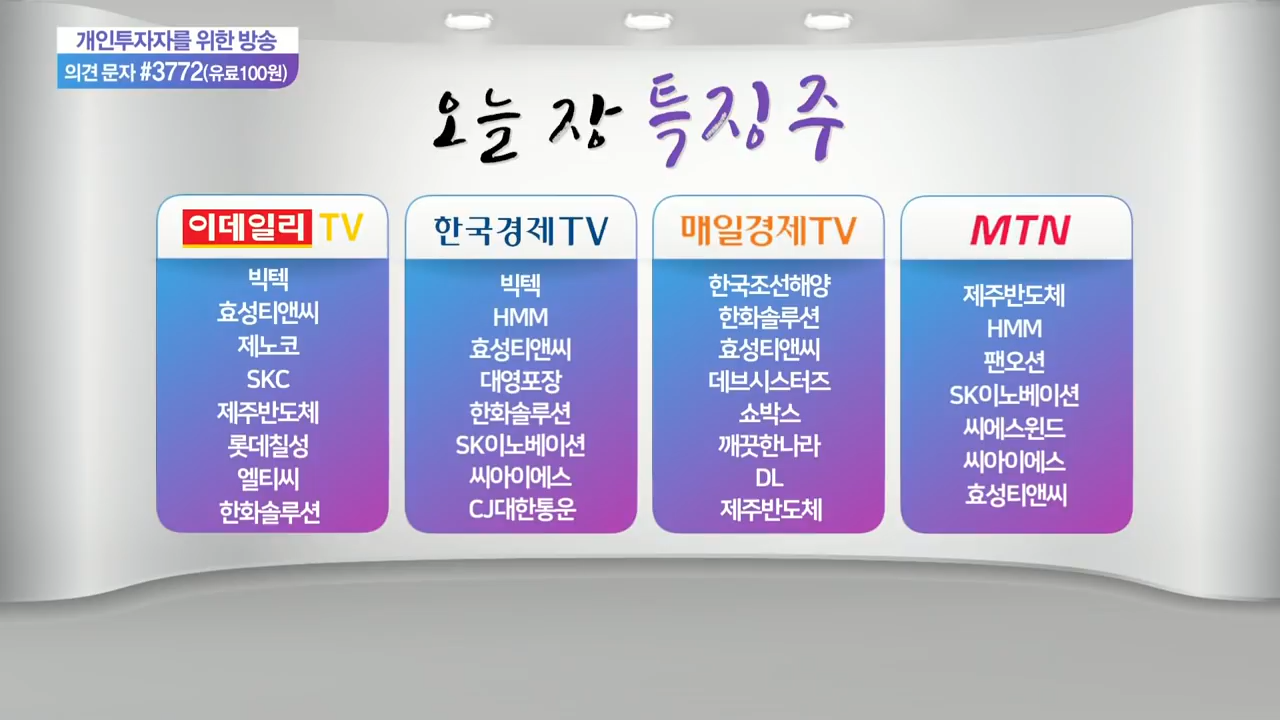 개인투자자를 위한 방송
의견 문자 #3772(유료100원)
오늘 장 특징주
이데일리 TV
빅텍
효성티앤씨
제노코
SKC
제주반도체
롯데칠성
엘티씨
한화솔루션
한국경제TV
빅텍
HMM
효성티앤씨
대영포장
한화솔루션
SK이노베이션
씨아이에스
CJ대한통운
매일경제TV
한국조선해양
한화솔루션
효성티앤씨
데브시스터즈
쇼박스
깨끗한나라
DL
제주반도체
MTN
제주반도체
HMM
팬오션
SK이노베이션
씨에스윈드
씨아이에스
효성티앤씨